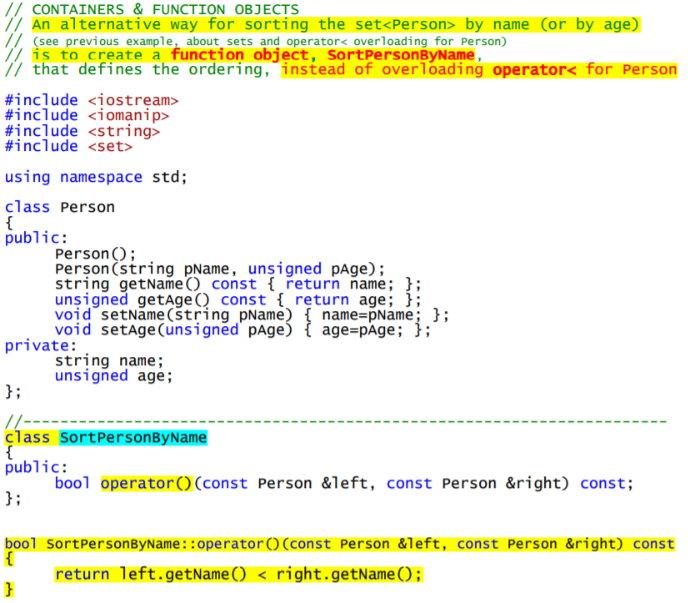 // CONTAINERS & FUNCTION OBJECTS
// An alternative way for sorting the set<Person> by name (or by age)
// (see previous example, about sets and operator< overloading for Person)
// is to create a function object, SortPersonByName,
// that defines the ordering, instead of overloading operator< for Person
#include <iostream>
#include <iomanip>
#include <string>
#include <set>
using namespace std;
class Person
{
public:
Person();
Person(string pName, unsigned pAge);
string getName() const { return name; };
unsigned getAge() const { return age; };
void setName(string pName) { name=pName; };
void setAge(unsigned pAge) { age=pAge; };
private:
string name;
unsigned age;
};
//----------------------------------------------------------------------
class SortPersonByName
{
public:
bool operator()(const Person &left, const Person &right) const;
};
bool SortPersonByName::operator()(const Person &left, const Person &right) const
{
return left.getName() < right.getName();
}